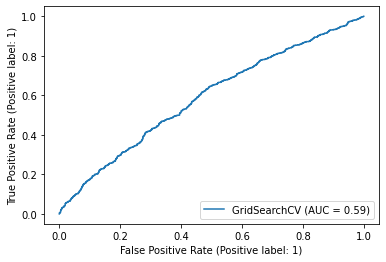 1.0
0.8
0.6
0.4
0.2
0.0
True Positive Rate (Positive label: 1)
GridSearchCV (AUC = 0.59)
0.0 0.2 0.4 0.6 0.8 1.0
False Positive Rate (Positive label: 1)